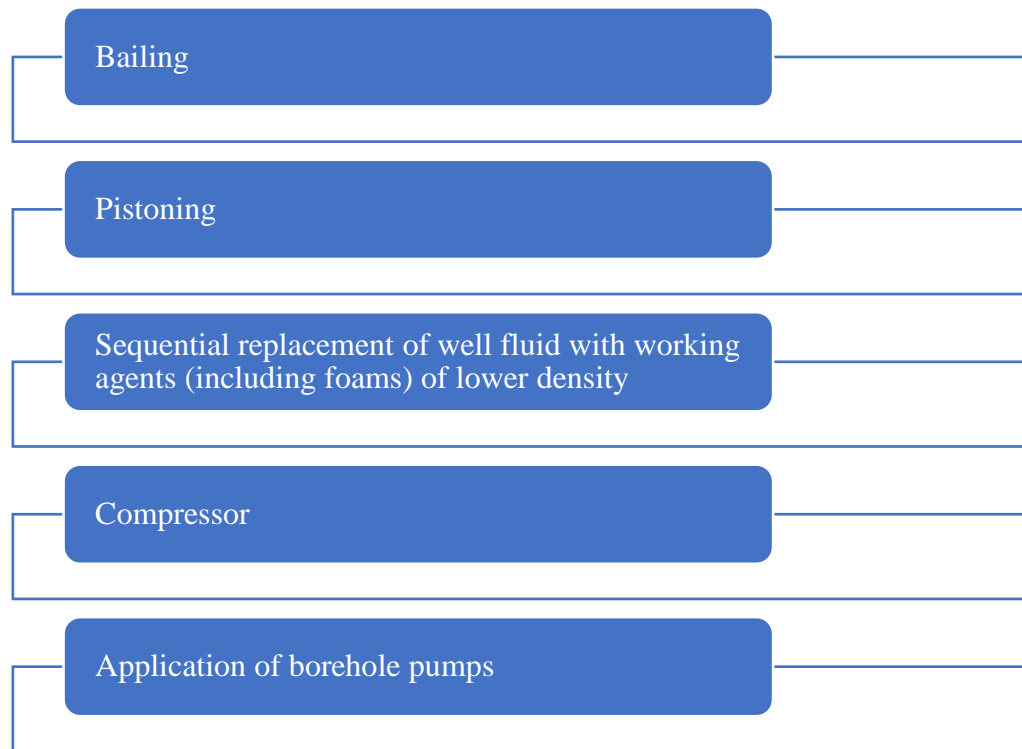 Bailing
Pistoning
Sequential replacement of well fluid with working
agents (including foams) of lower density
Compressor
Application of borehole pumps